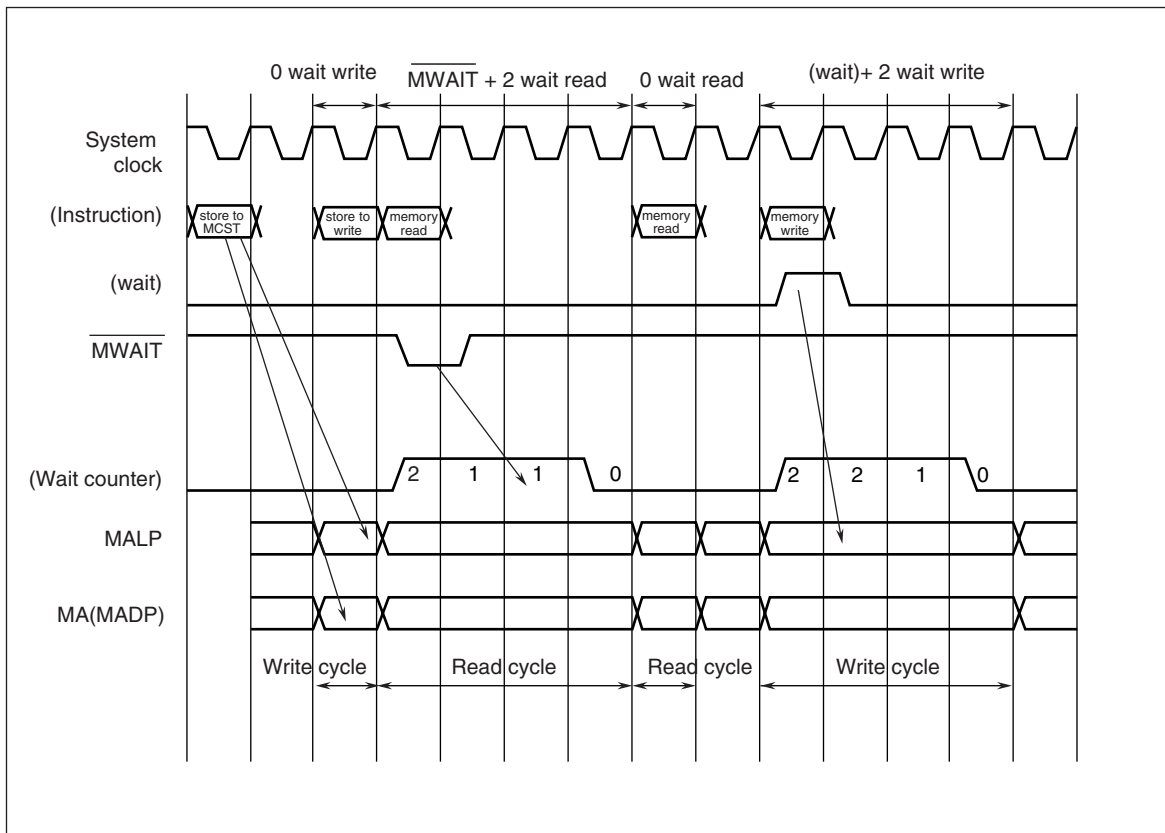 0 wait write
MWAIT + 2 wait read
0 wait read
(wait)+ 2 wait write
System
clock
(Instruction)
store to
MCST
store to
write
memory
read
memory
read
memory
write
(wait)
MWAIT
(Wait counter)
2 1 1 0 2 2 1 0
MALP
MA(MADP)
Write cycle
Read cycle
Read cycle
Write cycle